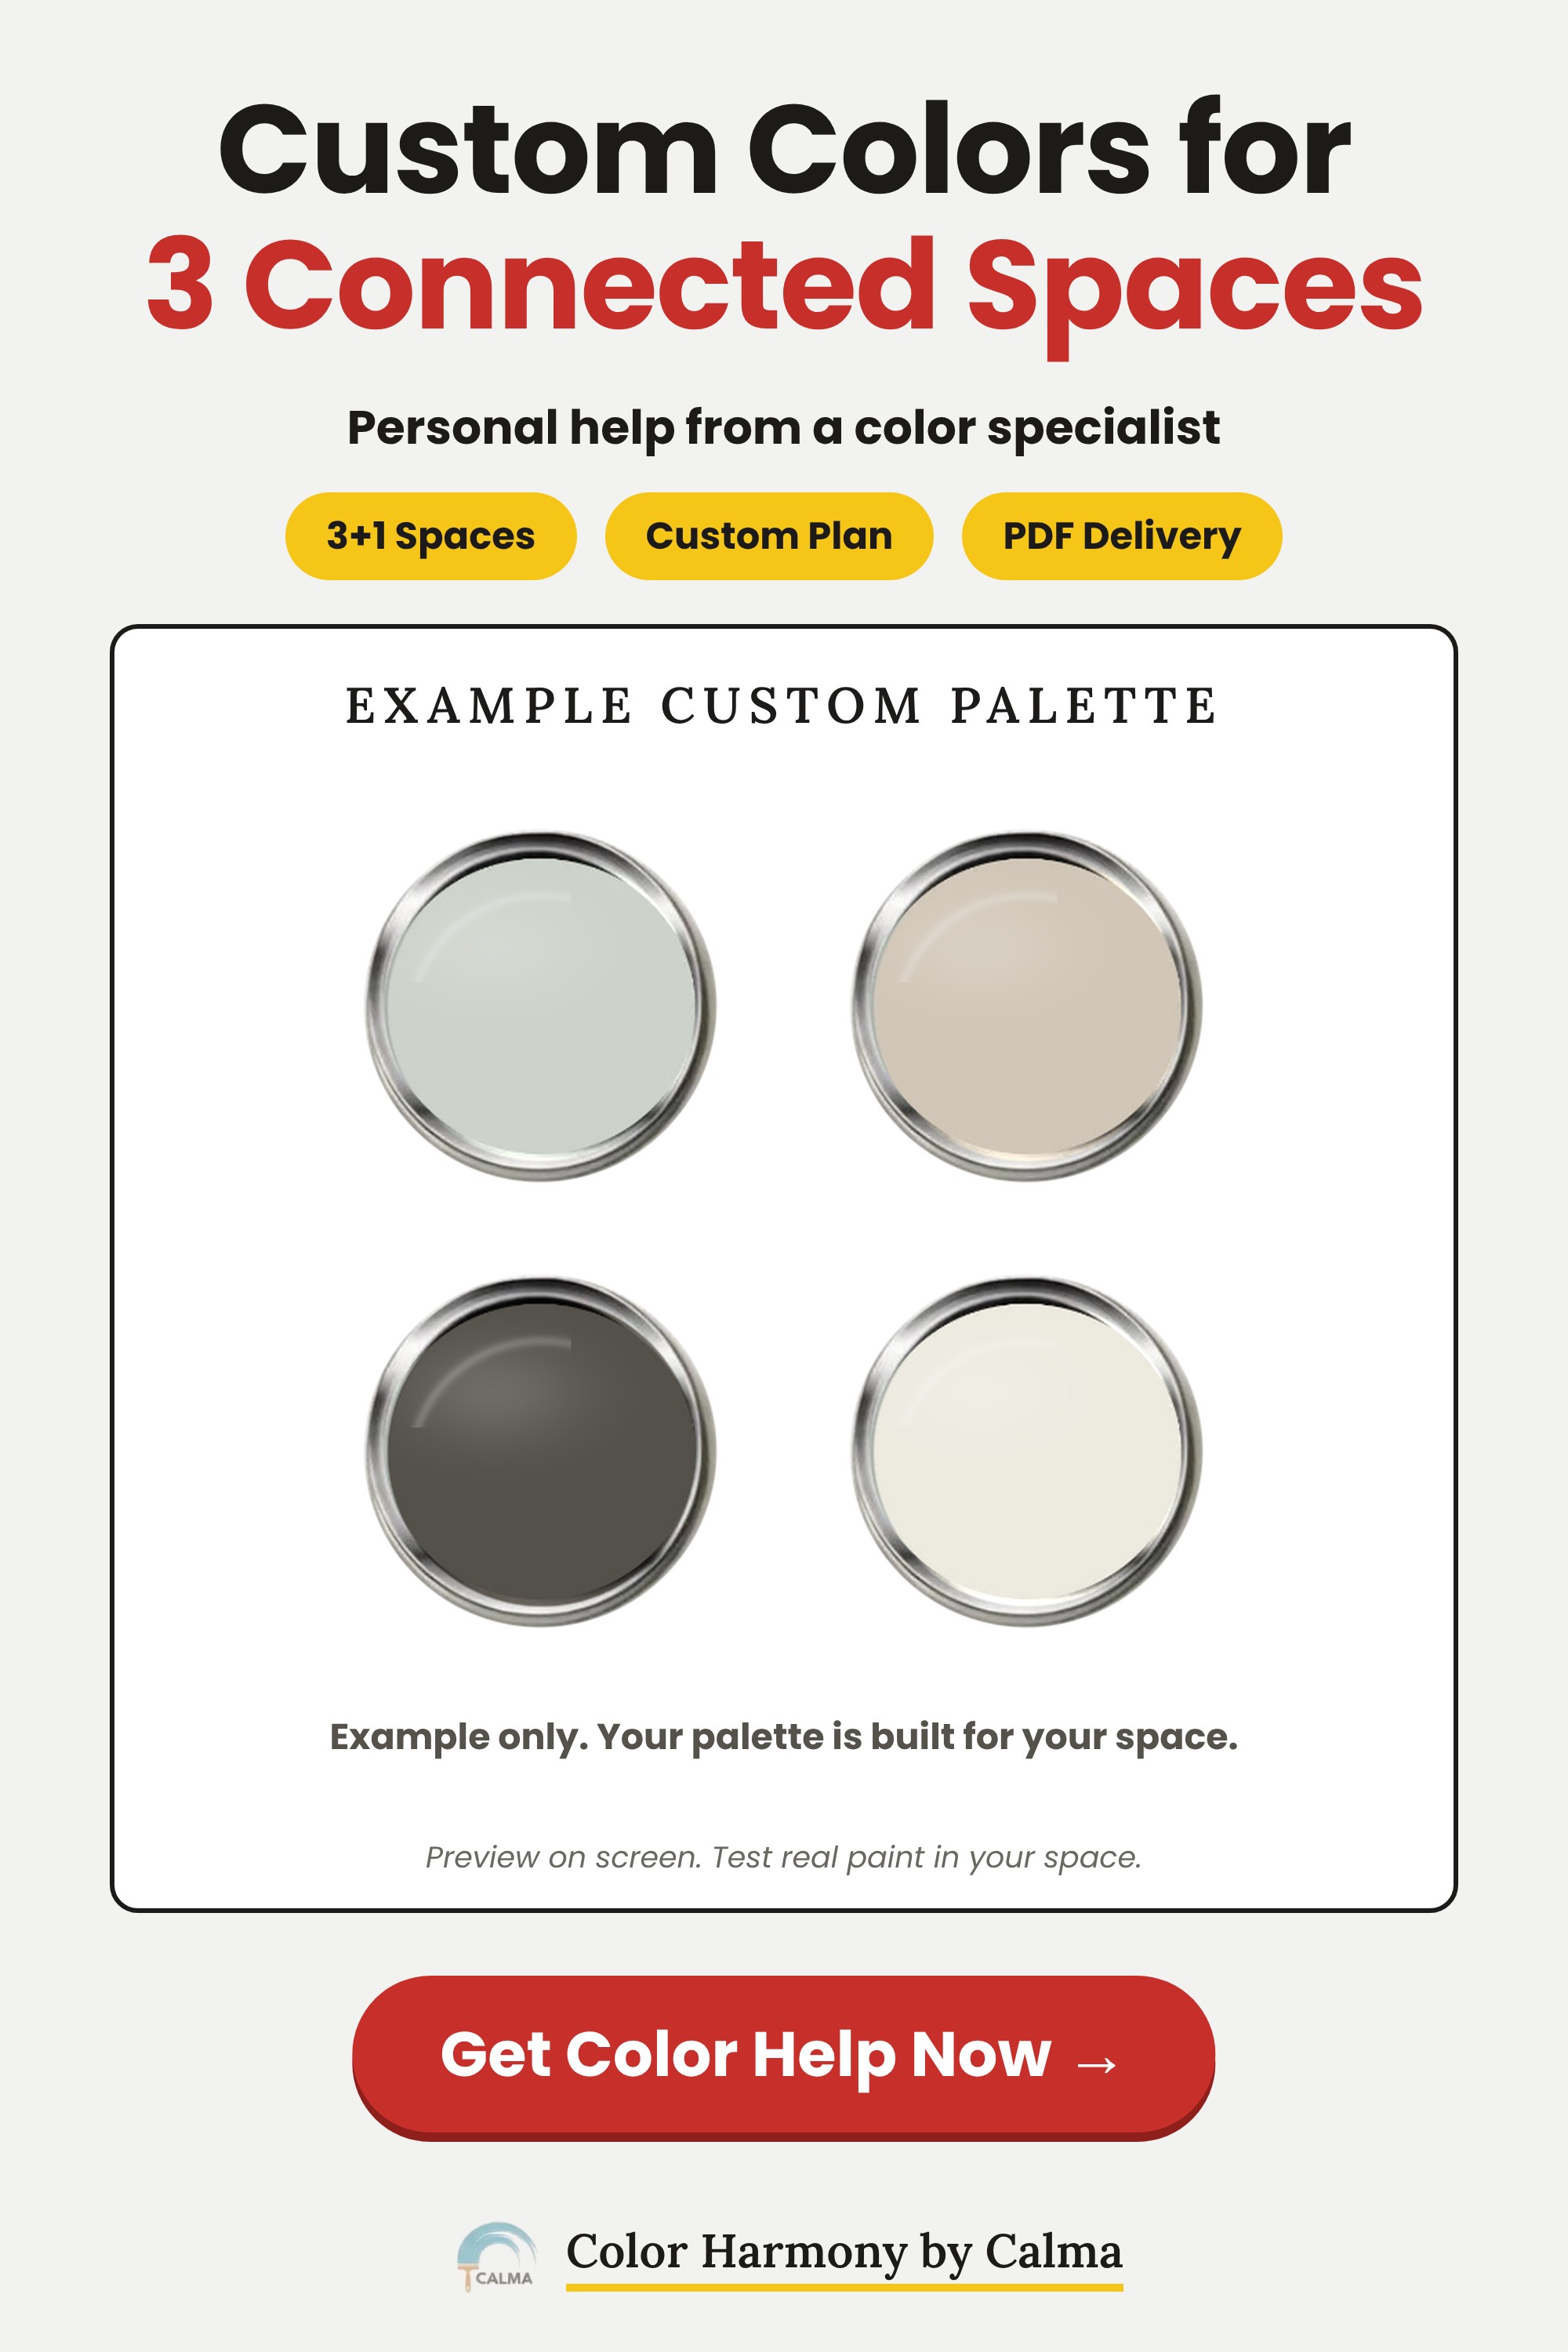 Custom Colors for
3 Connected Spaces
Personal help from a color specialist
3+1 Spaces
Custom Plan
PDF Delivery
EXAMPLE CUSTOM PALETTE
Example only. Your palette is built for your space.
Preview on screen. Test real paint in your space.
Get Color Help Now →
CALMA
Color Harmony by Calma